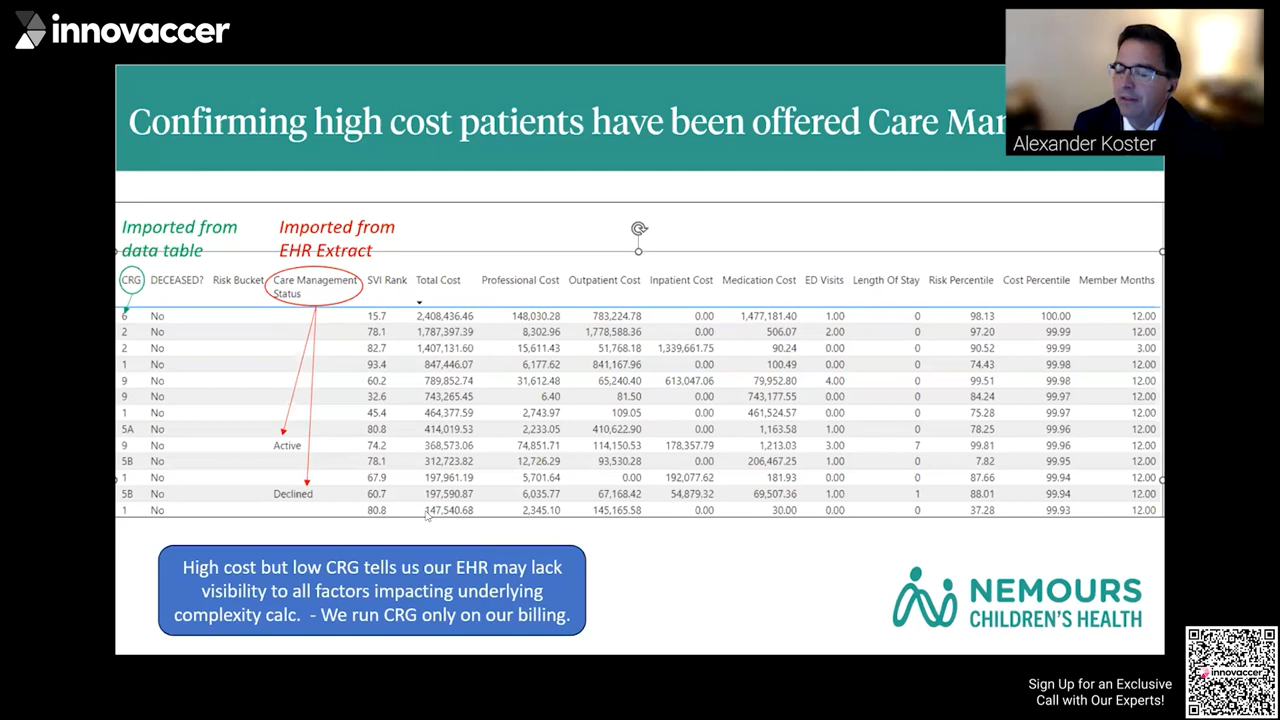 innovaccer
Confirming high cost patients have been offered Care Mar
Alexander Koster
Imported from
data table
Imported from
EHR Extract
CRG DECEASED? Risk Bucket Care Management Status SVI Rank Total Cost Professional Cost Outpatient Cost Inpatient Cost Medication Cost ED Visits Length Of Stay Risk Percentile Cost Percentile Member Months
6 No 15.7 2,408,436.46 148,030.28 783,224.78 0.00 1,477,181.40 1.00 0 98.13 100.00 12.00
2 No 78.1 1,787,397.39 8,302.96 1,778,588.36 0.00 506.07 2.00 0 97.20 99.99 12.00
2 No 82.7 1,407,131.60 15,611.43 51,768.18 1,339,661.75 90.24 0.00 0 90.52 99.99 3.00
1 No 93.4 847,446.07 6,177.62 841,167.96 0.00 100.49 0.00 0 74.43 99.98 12.00
9 No 60.2 789,852.74 31,612.48 65,240.40 613,047.06 79,952.80 4.00 0 99.51 99.98 12.00
9 No 32.6 743,265.45 6.40 81.50 0.00 743,177.55 0.00 0 84.24 99.97 12.00
1 No 45.4 464,377.59 2,743.97 109.05 0.00 461,524.57 0.00 0 75.28 99.97 12.00
5A No 80.8 414,019.53 2,233.05 410,622.90 0.00 1,163.58 1.00 0 78.25 99.96 12.00
9 No Active 74.2 368,573.06 74,851.71 114,150.53 178,357.79 1,213.03 3.00 7 99.81 99.96 12.00
5B No 78.1 312,723.82 12,726.29 93,530.28 0.00 206,467.25 1.00 0 7.82 99.95 12.00
1 No 67.9 197,961.19 5,701.64 0.00 192,077.62 181.93 0.00 0 87.66 99.94 12.00
5B No Declined 60.7 197,590.87 6,035.77 67,168.42 54,879.32 69,507.36 1.00 1 88.01 99.94 12.00
1 No 80.8 147,540.68 2,345.10 145,165.58 0.00 30.00 0.00 0 37.28 99.93 12.00
High cost but low CRG tells us our EHR may lack
visibility to all factors impacting underlying
complexity calc. - We run CRG only on our billing.
NEMOURS
CHILDREN'S HEALTH
innovaccer
Sign Up for an Exclusive
Call with Our Experts!